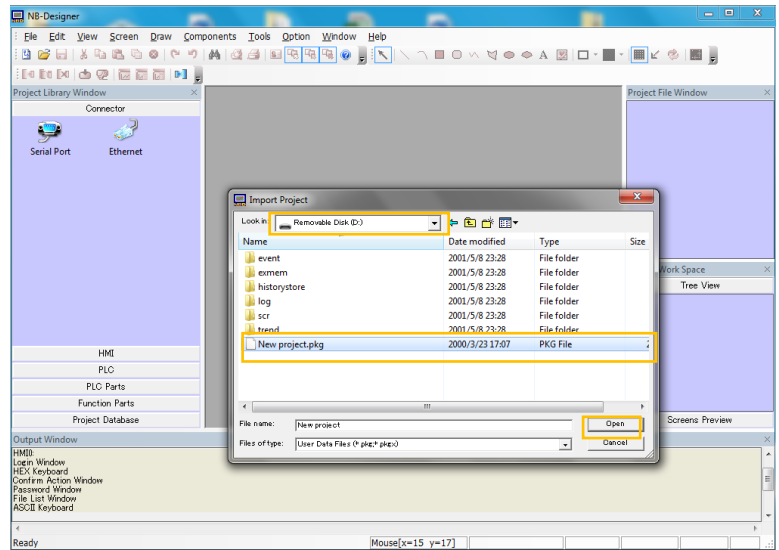 NB-Designer
File Edit View Screen Draw Components Tools Option Window Help
Project Library Window
Project File Window
Connector
Serial Port Ethernet
Import Project
Look in: Removable Disk (D:)
Name Date modified Type Size
event 2001/5/8 23:28 File folder
exmem 2001/5/8 23:28 File folder
historystore 2001/5/8 23:28 File folder
log 2001/5/8 23:28 File folder
scr 2001/5/8 23:28 File folder
trend 2001/5/8 23:28 File folder
New project.pkg 2000/3/23 17:07 PKG File
Work Space
Tree View
HMI
PLC
PLC Parts
Function Parts
Project Database
File name: New project Open
Files of type: User Data Files (*.pkg;*.pkgx) Cancel
Screens Preview
Output Window
HMI0:
Login Window
HEX Keyboard
Confirm Action Window
Password Window
File List Window
ASCII Keyboard
Ready Mouse[x=15 y=17]